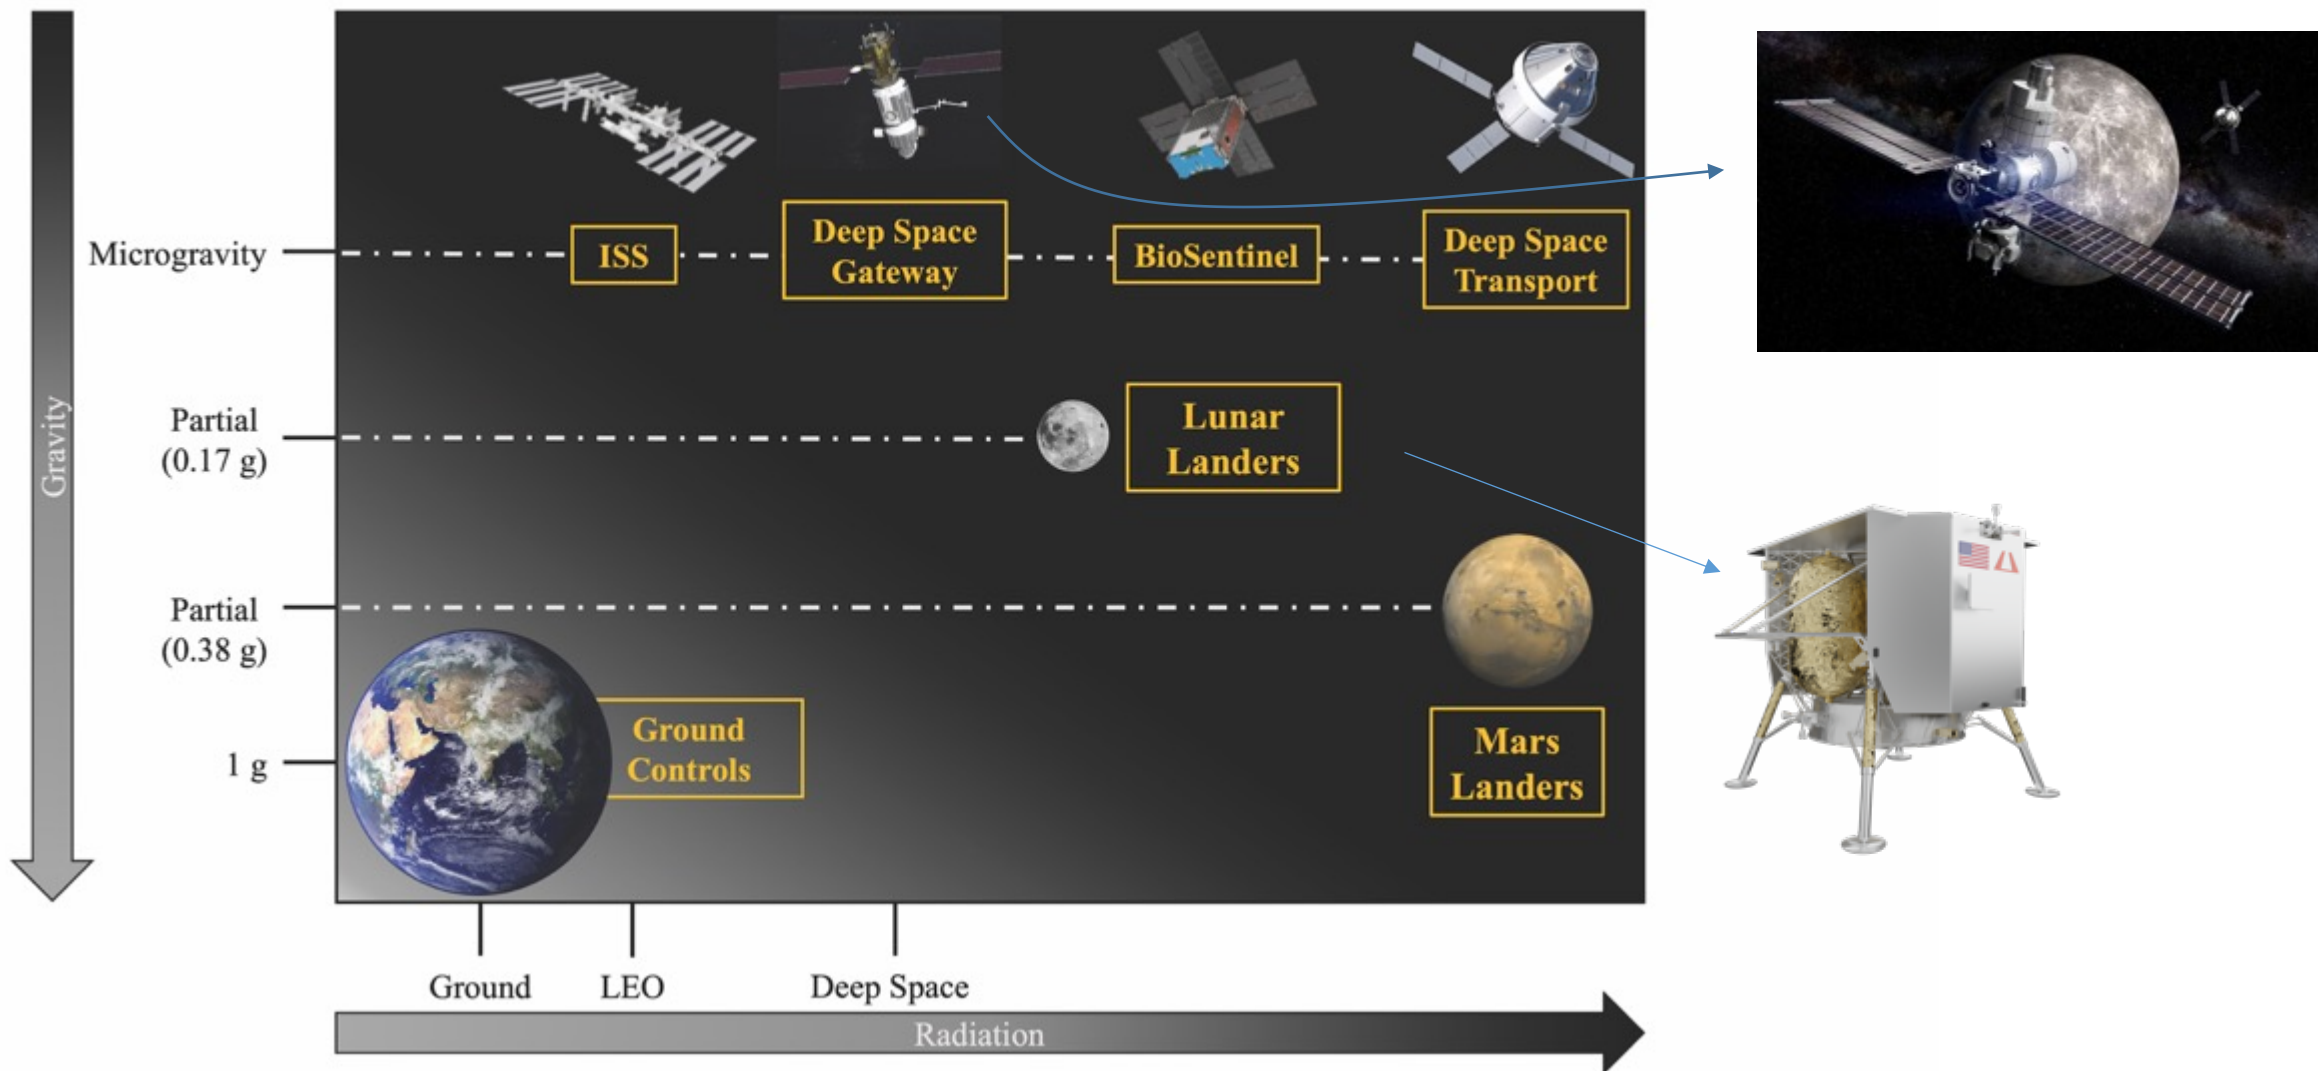 Microgravity
ISS
Deep Space
Gateway
BioSentinel
Deep Space
Transport
Partial
(0.17 g)
Lunar
Landers
Gravity
Partial
(0.38 g)
1 g
Ground
Controls
Mars
Landers
Ground
LEO
Deep Space
Radiation